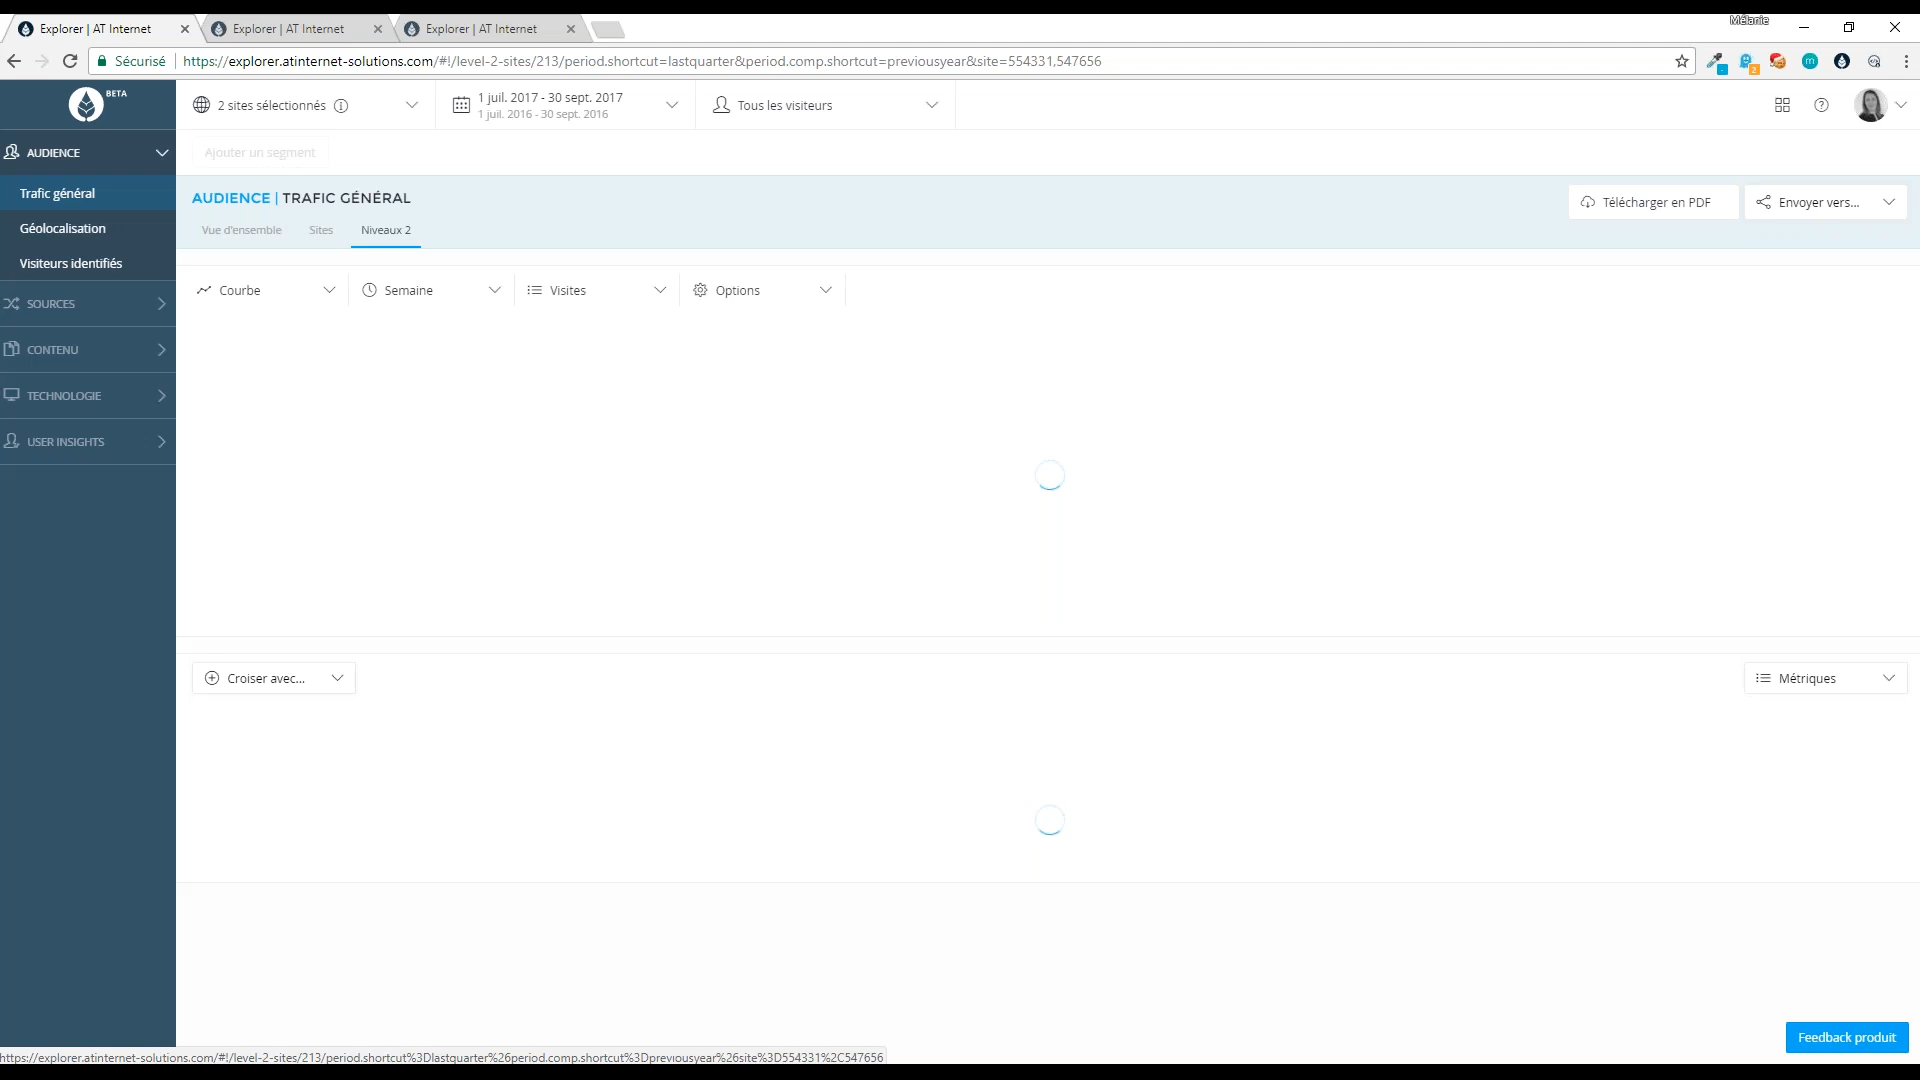 Explorer | AT Internet
Explorer | AT Internet
Explorer | AT Internet
Mélanie
Sécurisé
https://explorer.atinternet-solutions.com/#!/level-2-sites/213/period.shortcut=lastquarter&period.comp.shortcut=previousyear&site=554331,547656
2
m
BETA
2 sites sélectionnés
1 juil. 2017 - 30 sept. 2017
1 juil. 2016 - 30 sept. 2016
Tous les visiteurs
AUDIENCE
Ajouter un segment
Trafic général
Géolocalisation
Visiteurs identifiés
SOURCES
CONTENU
TECHNOLOGIE
USER INSIGHTS
AUDIENCE | TRAFIC GÉNÉRAL
Télécharger en PDF
Envoyer vers...
Vue d'ensemble
Sites
Niveaux 2
Courbe
Semaine
Visites
Options
Croiser avec...
Métriques
Feedback produit
https://explorer.atinternet-solutions.com/#!/level-2-sites/213/period.shortcut%3Dlastquarter%26period.comp.shortcut%3Dpreviousyear%26site%3D554331%2C547656